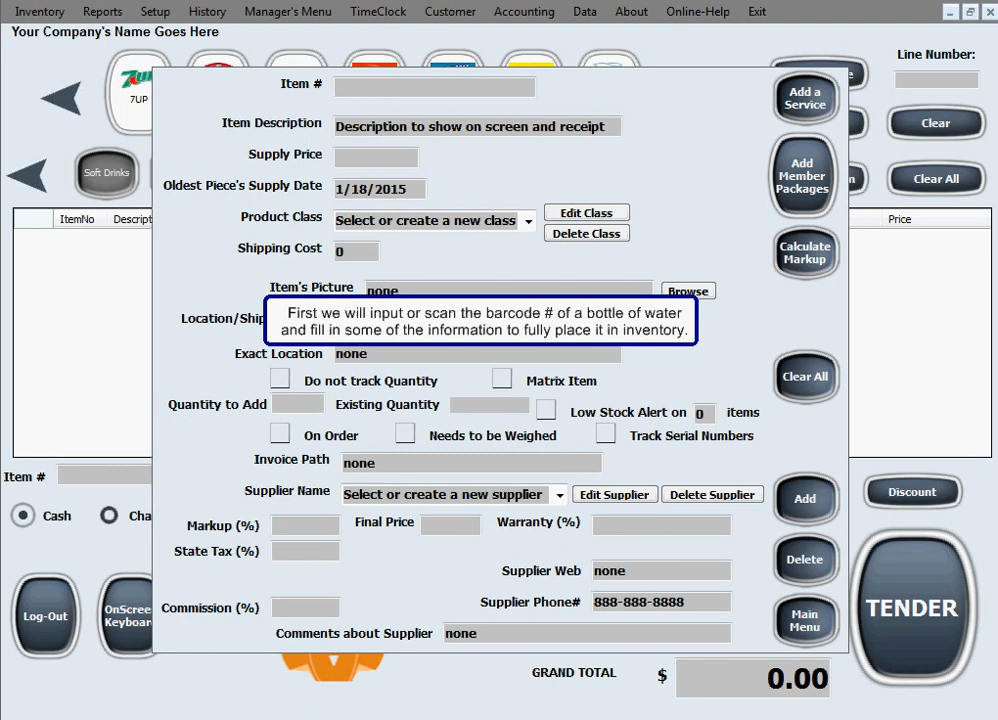 Inventory Reports Setup History Manager's Menu TimeClock Customer Accounting Data About Online-Help Exit
Your Company's Name Goes Here
7UP
7UP
Line Number:
Item #
Add a
Service
Clear
Item Description Description to show on screen and receipt
Supply Price
Soft Drinks
Add
Member
Packages
Clear All
Oldest Piece's Supply Date 1/18/2015
ItemNo Descript
Product Class Select or create a new class Edit Class
Delete Class
Price
Shipping Cost 0
Calculate
Markup
Item's Picture none Browse
Location/Ship
First we will input or scan the barcode # of a bottle of water
and fill in some of the information to fully place it in inventory.
Exact Location none
Do not track Quantity Matrix Item
Clear All
Quantity to Add Existing Quantity Low Stock Alert on 0 items
On Order Needs to be Weighed Track Serial Numbers
Invoice Path none
Item #
Supplier Name Select or create a new supplier Edit Supplier Delete Supplier
Add
Discount
Cash Cha
Markup (%) Final Price Warranty (%)
State Tax (%)
Delete
Supplier Web none
Log-Out
OnScree
Keyboar
Commission (%) Supplier Phone# 888-888-8888
Main
Menu
TENDER
Comments about Supplier none
GRAND TOTAL $ 0.00